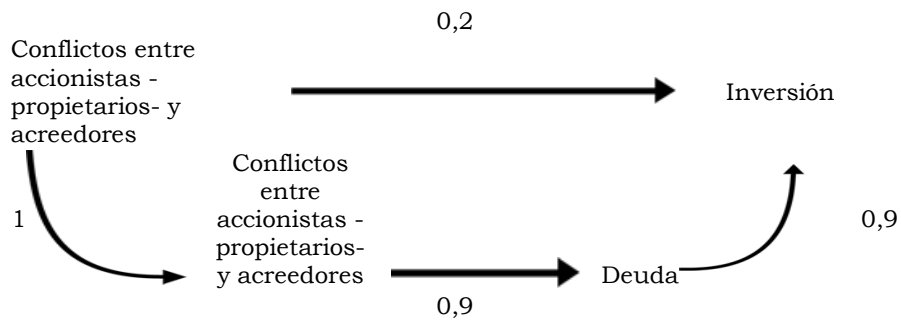 0,2
Conflictos entre
accionistas -
propietarios- y
acreedores
Inversión
1
Conflictos
entre
accionistas -
propietarios-
y acreedores
Deuda
0,9
0,9